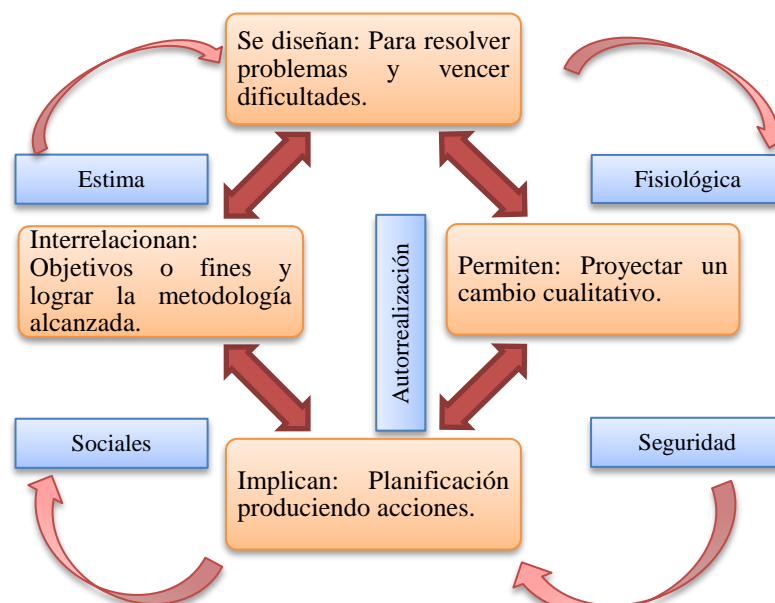 Se diseñan: Para resolver
problemas y vencer
dificultades.
Estima
Fisiológica
Interrelacionan:
Objetivos o fines y
lograr la metodología
alcanzada.
Autorrealización
Permiten: Proyectar un
cambio cualitativo.
Sociales
Seguridad
Implican: Planificación
produciendo acciones.